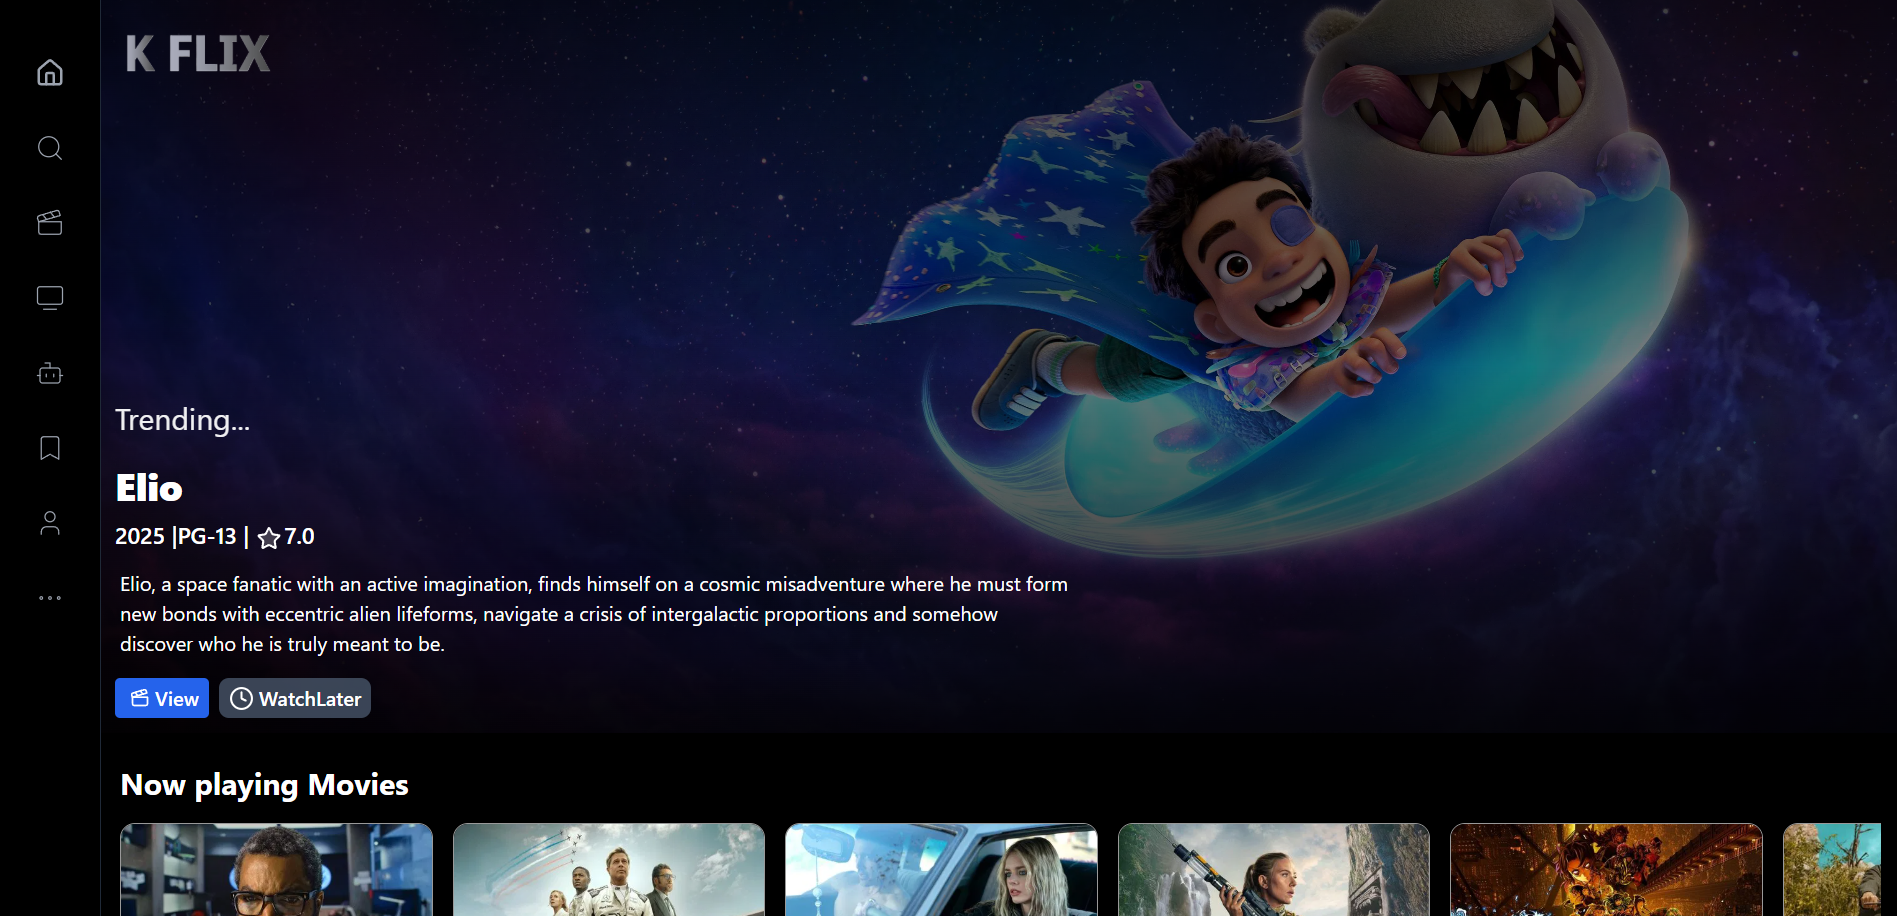 K FLIX
Trending...
Elio
2025 |PG-13 | 7.0
Elio, a space fanatic with an active imagination, finds himself on a cosmic misadventure where he must form
new bonds with eccentric alien lifeforms, navigate a crisis of intergalactic proportions and somehow
discover who he is truly meant to be.
View WatchLater
Now playing Movies